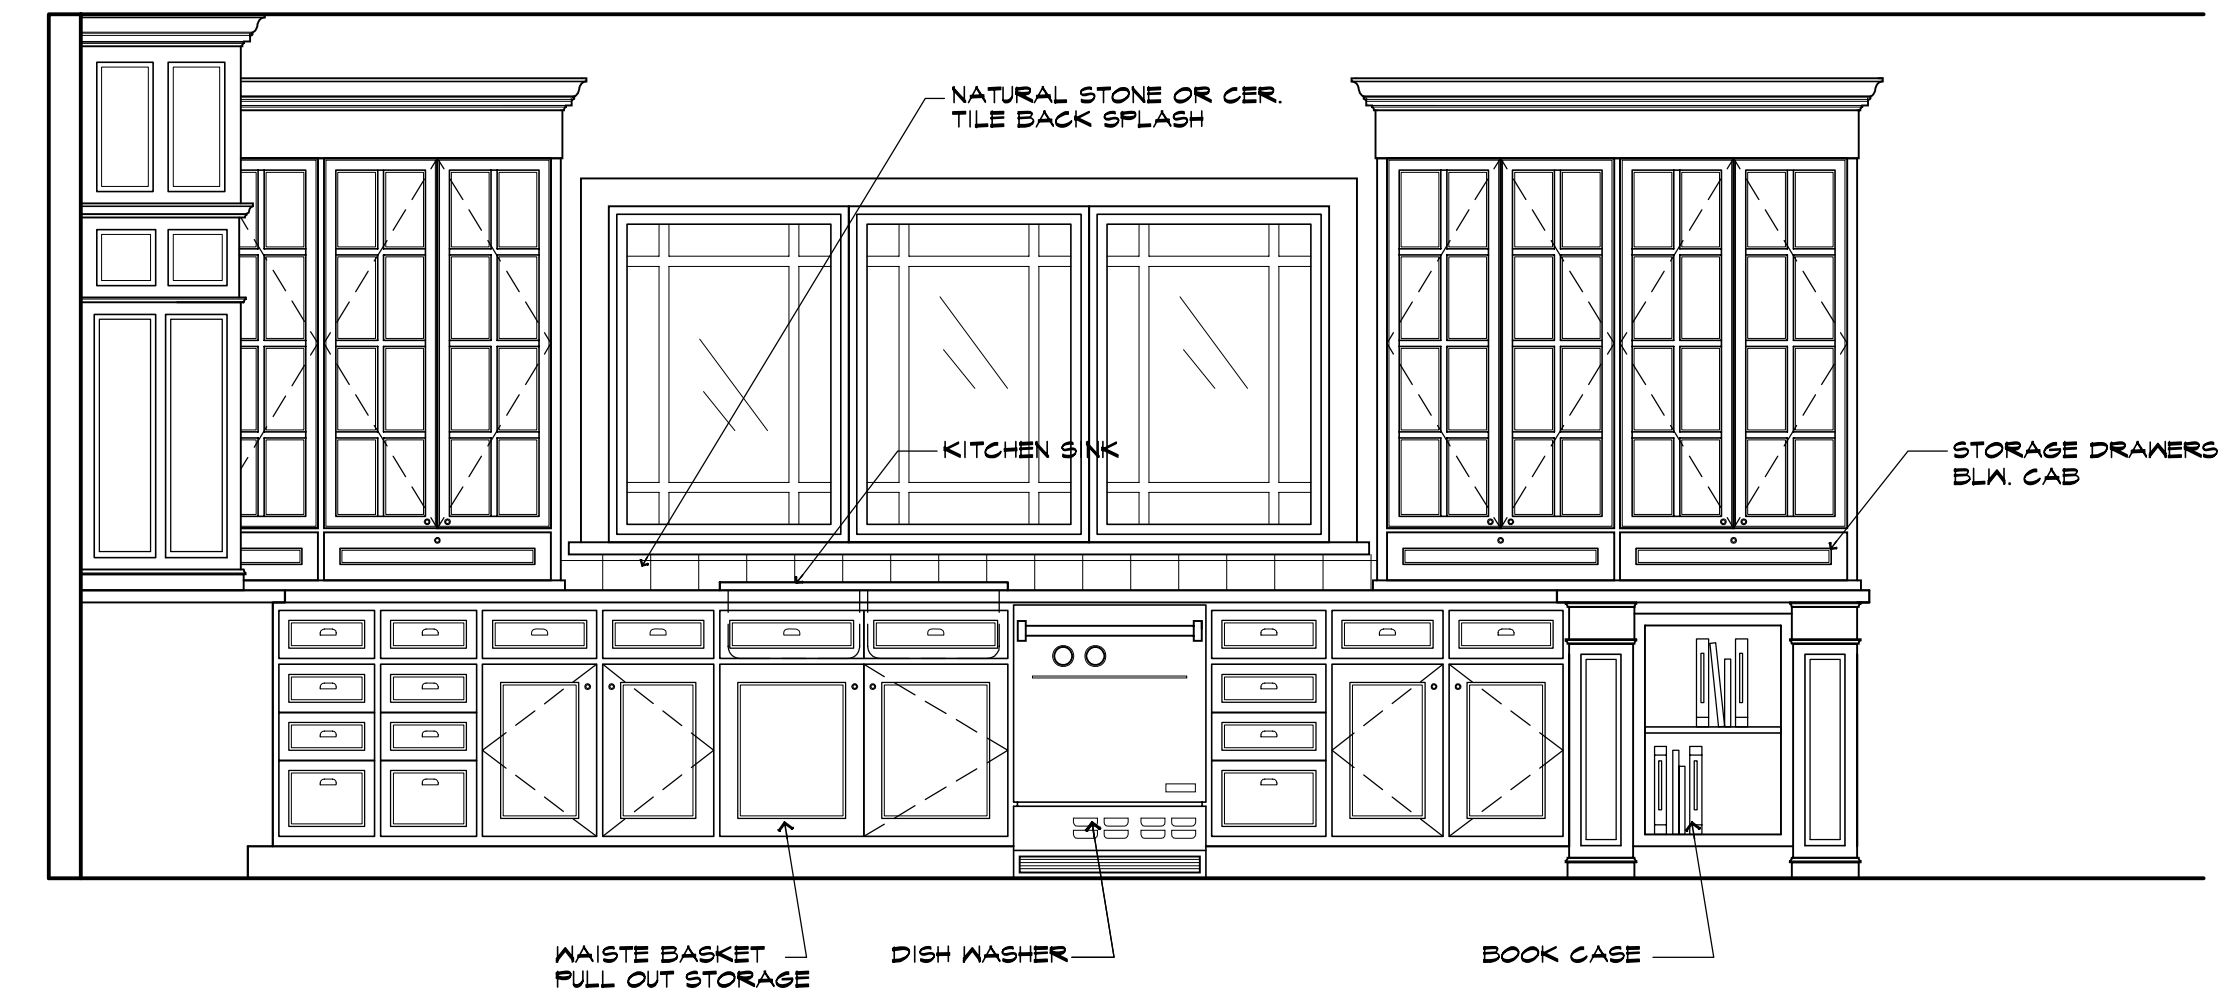 NATURAL STONE OR CER.
TILE BACK SPLASH
KITCHEN SINK
STORAGE DRAWERS
BLW. CAB
WAISTE BASKET
PULL OUT STORAGE
DISH WASHER
BOOK CASE